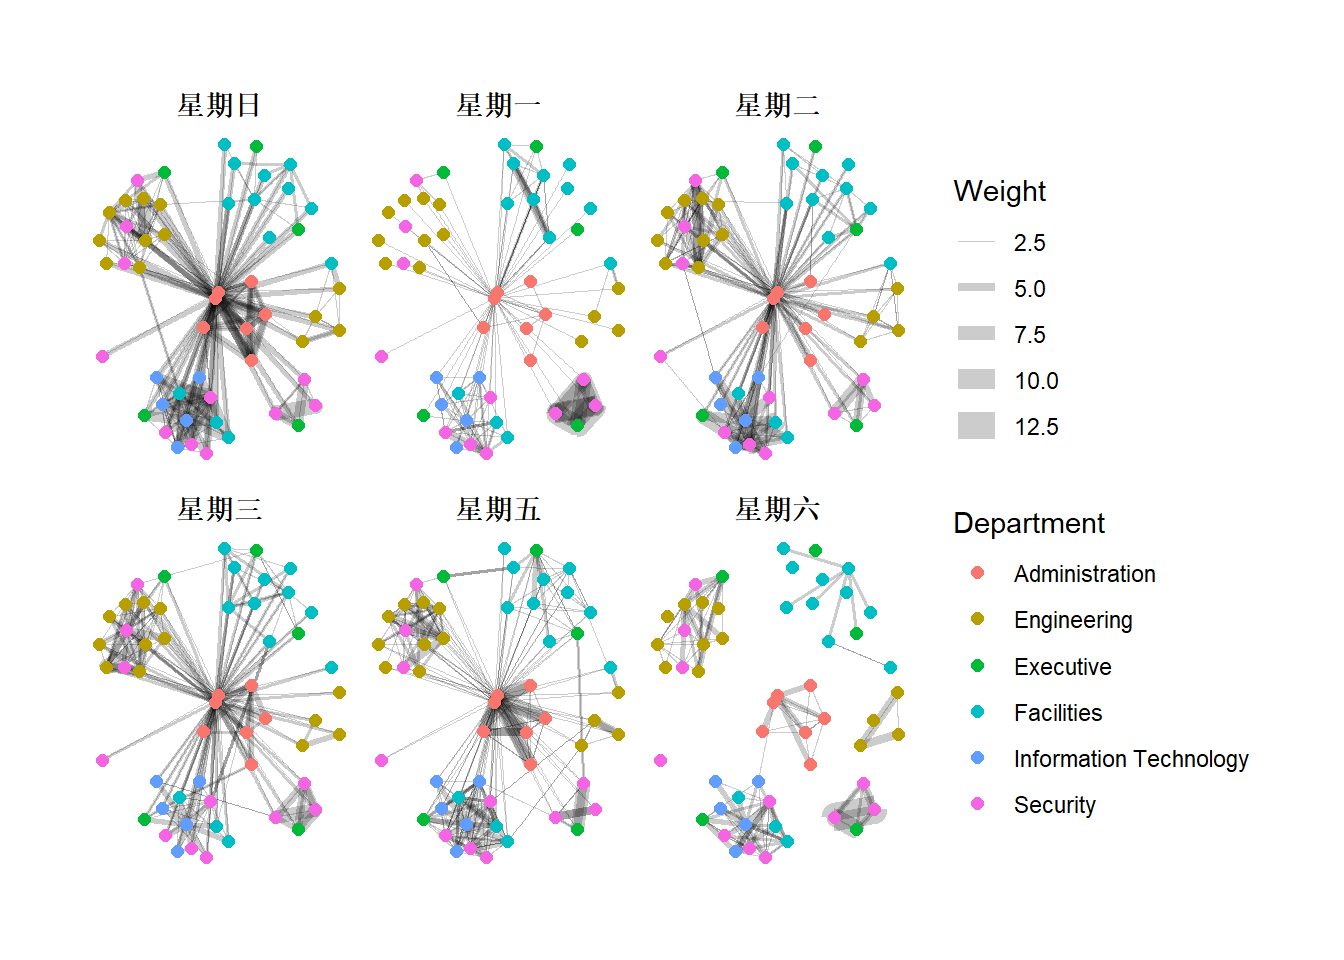 星期日
星期一
星期二
星期三
星期五
星期六
Weight
2.5
5.0
7.5
10.0
12.5
Department
Administration
Engineering
Executive
Facilities
Information Technology
Security